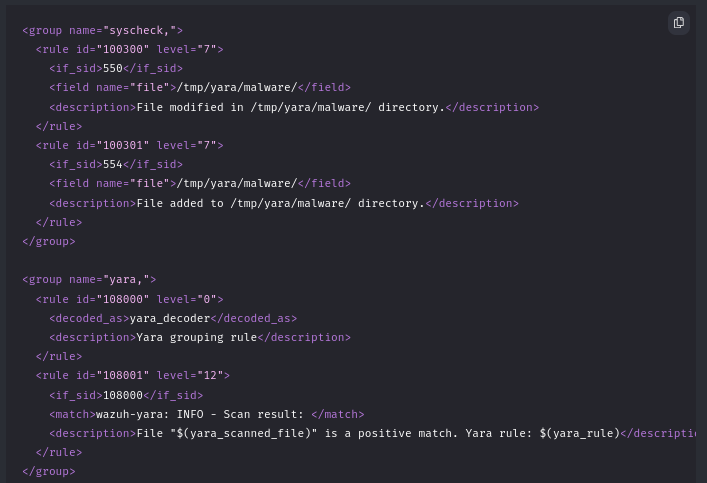 <group name="syscheck,">
  <rule id="100300" level="7">
    <if_sid>550</if_sid>
    <field name="file">/tmp/yara/malware/</field>
    <description>File modified in /tmp/yara/malware/ directory.</description>
  </rule>
  <rule id="100301" level="7">
    <if_sid>554</if_sid>
    <field name="file">/tmp/yara/malware/</field>
    <description>File added to /tmp/yara/malware/ directory.</description>
  </rule>
</group>

<group name="yara,">
  <rule id="108000" level="0">
    <decoded_as>yara_decoder</decoded_as>
    <description>Yara grouping rule</description>
  </rule>
  <rule id="108001" level="12">
    <if_sid>108000</if_sid>
    <match>wazuh-yara: INFO - Scan result: </match>
    <description>File "$(yara_scanned_file)" is a positive match. Yara rule: $(yara_rule)</descripti
  </rule>
</group>